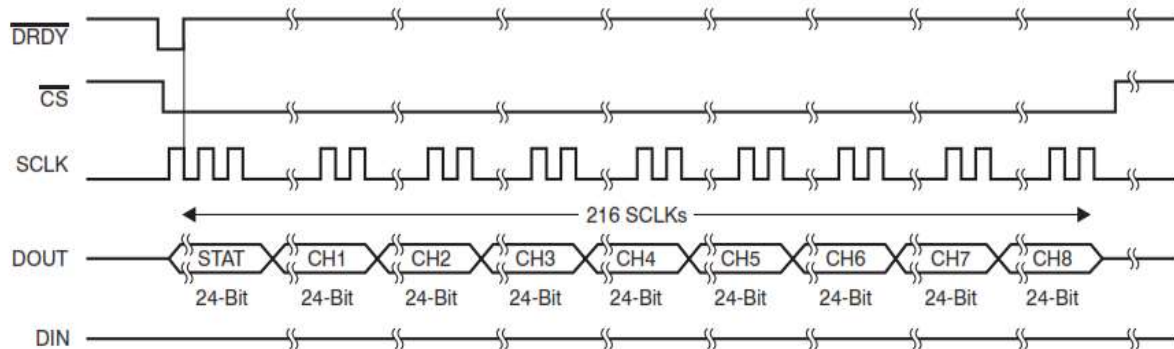 DRDY
CS
SCLK
216 SCLKs
DOUT STAT CH1 CH2 CH3 CH4 CH5 CH6 CH7 CH8
24-Bit 24-Bit 24-Bit 24-Bit 24-Bit 24-Bit 24-Bit 24-Bit 24-Bit
DIN